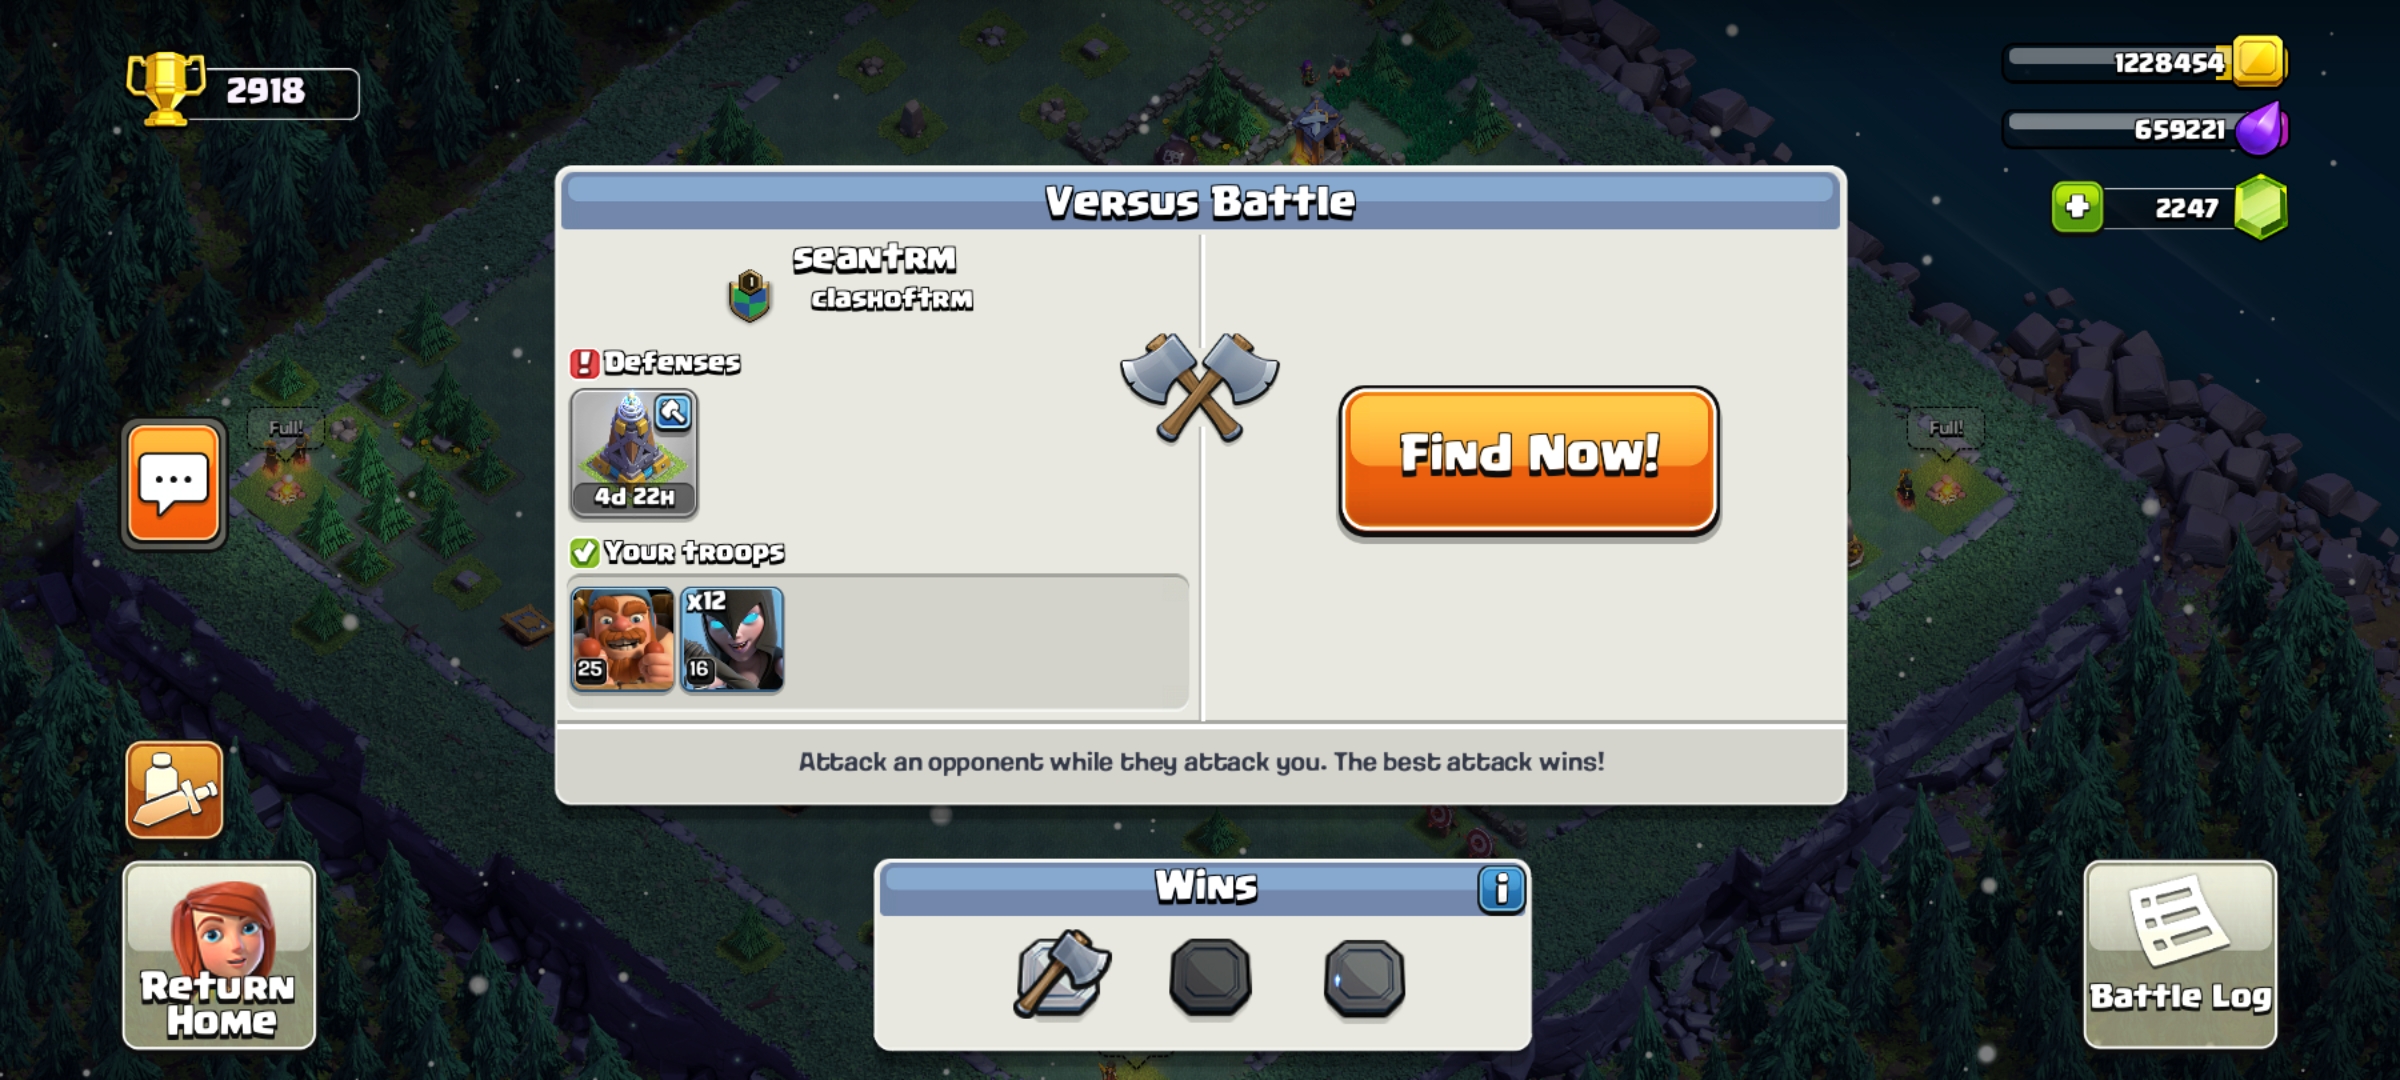 2918
1228454
659221
2247
Versus Battle
seantrm
clashoftrm
Defenses
4d 22h
Your troops
25
x12
16
Find Now!
Attack an opponent while they attack you. The best attack wins!
Full!
Full!
Wins
i
Return
Home
Battle Log